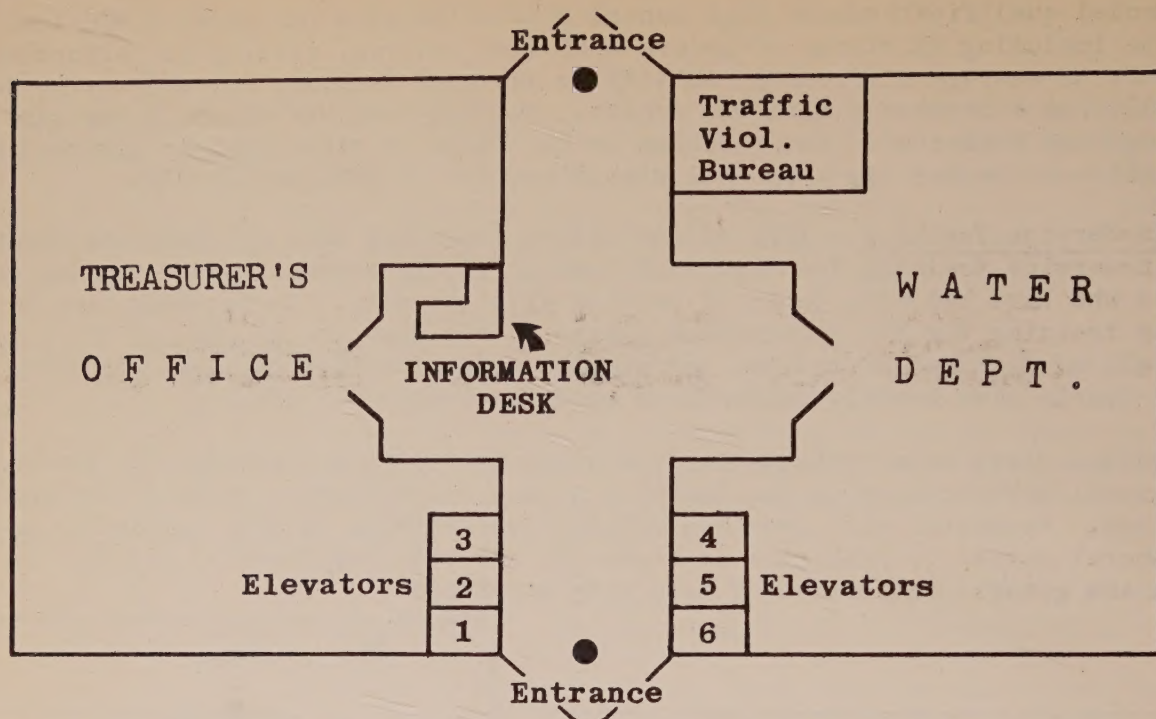 Entrance
Traffic
Viol.
Bureau
TREASURER'S
OFFICE
INFORMATION
DESK
WATER
DEPT.
3
2
1
Elevators
4
5
6
Elevators
Entrance